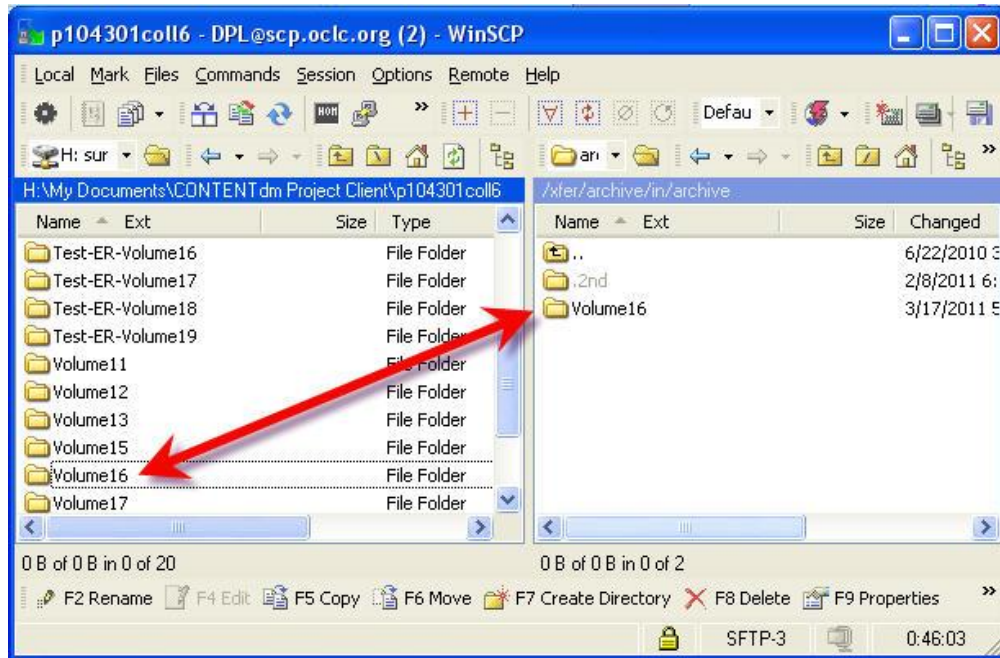 p104301coll6 - DPL@scp.oclc.org (2) - WinSCP
Local Mark Files Commands Session Options Remote Help
Defau
H: sur
H:\My Documents\CONTENTdm Project Client\p104301coll6
/xfer/archive/in/archive
Name Ext Size Type
Name Ext Size Changed
Test-ER-Volume16 File Folder
.. 6/22/2010 3
Test-ER-Volume17 File Folder
.2nd 2/8/2011 6:
Test-ER-Volume18 File Folder
Volume16 3/17/2011 5
Test-ER-Volume19 File Folder
Volume11 File Folder
Volume12 File Folder
Volume13 File Folder
Volume15 File Folder
Volume16 File Folder
Volume17 File Folder
0 B of 0 B in 0 of 20
0 B of 0 B in 0 of 2
F2 Rename F4 Edit F5 Copy F6 Move F7 Create Directory F8 Delete F9 Properties
SFTP-3 0:46:03